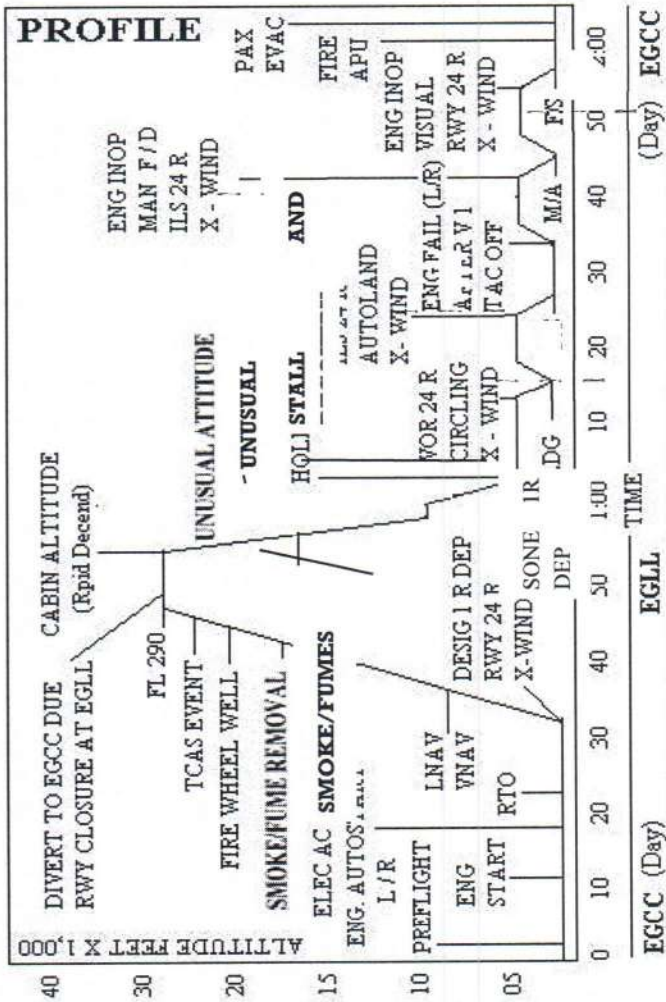 PROFILE
ALTITUDE FEET X 1,000
40
30
20
15
10
05
DIVERT TO EGCC DUE
RWY CLOSURE AT EGLL
CABIN ALTITUDE
(Rpid Decend)
FL 290
TCAS EVENT
FIRE WHEEL WELL
SMOKE/FUME REMOVAL
ELEC AC SMOKE/FUMES
ENG. 
L / R
PREFLIGHT
ENG
START
RTO
LNAV
VNAV
DESIG 1 R DEP
RWY 24 R
X-WIND
SONE
DEP
1R
UNUSUAL ATTITUDE
UNUSUAL
STALL
AND
VOR 24 R
CIRCLING
X - WIND
DG
AUTOLAND
X- WIND
ENG FAIL (L/R)
V 1
TAC OFF
ENG INOP
MAN F / D
ILS 24 R
X - WIND
M/A
ENG INOP
VISUAL
RWY 24 R
X - WIND
F/S
FIRE
APU
PAX
EVAC
0
10
20
30
40
50
1:00
10
20
30
40
50
2:00
TIME
EGCC (Day)
EGLL
(Day) EGCC